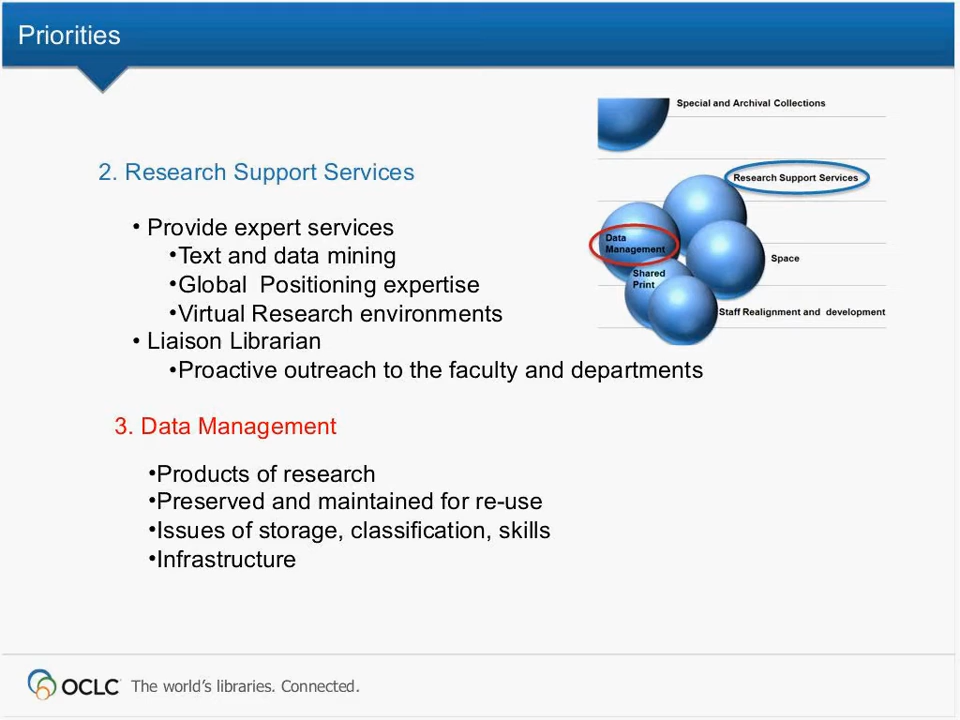 Priorities
Special and Archival Collections
2. Research Support Services
Research Support Services
• Provide expert services
•Text and data mining
•Global Positioning expertise
•Virtual Research environments
• Liaison Librarian
•Proactive outreach to the faculty and departments
Data
Management
Space
Shared
Print
Staff Realignment and development
3. Data Management
•Products of research
•Preserved and maintained for re-use
•Issues of storage, classification, skills
•Infrastructure
OCLC The world's libraries. Connected.